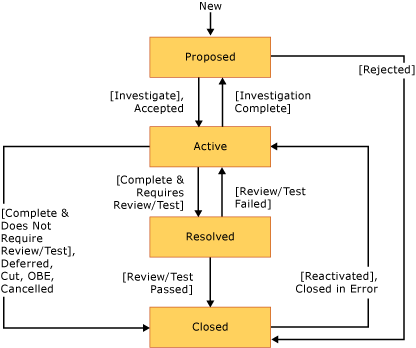 New
Proposed
[Rejected]
[Investigate],
Accepted
[Investigation
Complete]
Active
[Complete &
Requires
Review/Test]
[Review/Test
Failed]
[Complete &
Does Not
Require
Review/Test],
Deferred,
Cut, OBE,
Cancelled
Resolved
[Review/Test
Passed]
[Reactivated],
Closed in Error
Closed